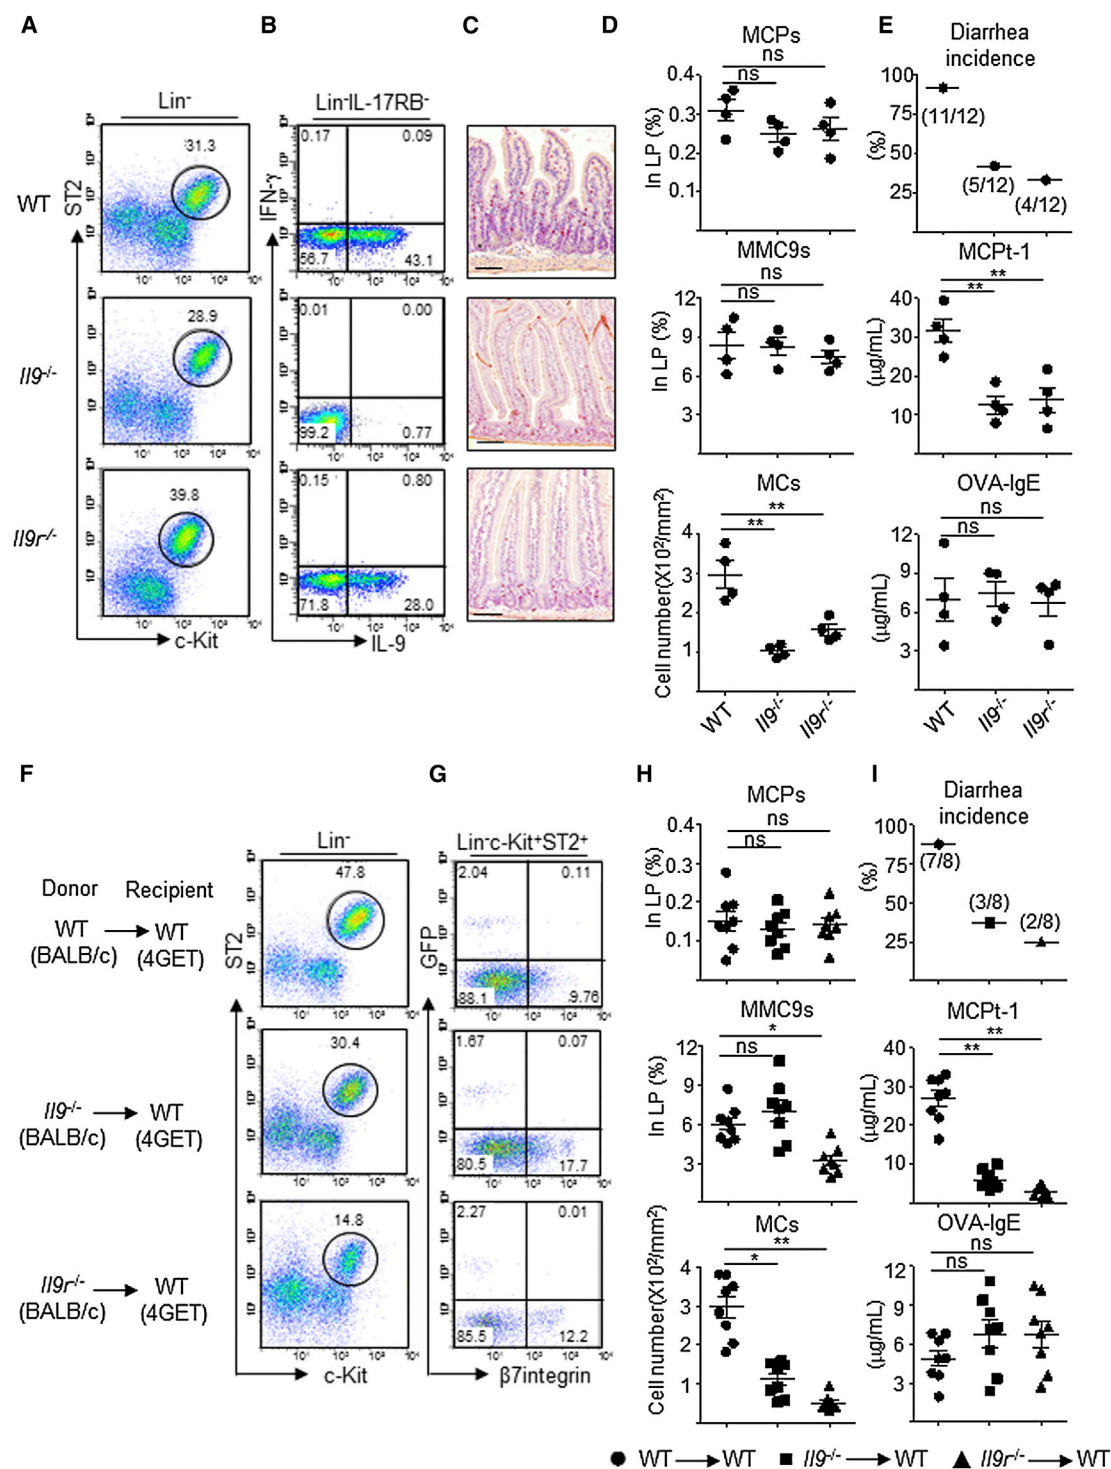 A
B
C
D
E
Lin⁻
Lin⁻IL-17RB⁻
MCPs
Diarrhea
incidence
WT
Il9⁻/⁻
Il9r⁻/⁻
ST2
c-Kit
31.3
28.9
39.8
IFN-γ
IL-9
0.17 0.09
56.7 43.1
0.01 0.00
99.2 0.77
0.15 0.80
71.8 28.0
10¹ 10² 10³ 10⁴
In LP (%)
0.4
0.3
0.2
0.1
ns
ns
MMC9s
In LP (%)
12
9
6
3
ns
ns
MCs
Cell number(X10²/mm²)
4
3
2
1
**
**
WT Il9⁻/⁻ Il9r⁻/⁻
(%)
100
75
50
25
(11/12)
(5/12)
(4/12)
MCPt-1
(μg/mL)
40
30
20
10
**
**
OVA-IgE
(μg/mL)
12
9
6
3
ns
ns
WT Il9⁻/⁻ Il9r⁻/⁻
F
G
H
I
Donor Recipient
WT → WT
(BALB/c) (4GET)
Il9⁻/⁻ → WT
(BALB/c) (4GET)
Il9r⁻/⁻ → WT
(BALB/c) (4GET)
Lin⁻
47.8
30.4
14.8
ST2
c-Kit
Lin⁻c-Kit⁺ST2⁺
GFP
β7integrin
2.04 0.11
88.1 9.76
1.67 0.07
80.5 17.7
2.27 0.01
85.5 12.2
10¹ 10² 10³ 10⁴
MCPs
In LP (%)
0.4
0.3
0.2
0.1
ns
ns
MMC9s
In LP (%)
12
9
6
3
*
ns
MCs
Cell number(X10²/mm²)
4
3
2
1
**
*
Diarrhea
incidence
(%)
100
75
50
25
(7/8)
(3/8)
(2/8)
MCPt-1
(μg/mL)
40
30
20
10
**
**
OVA-IgE
(μg/mL)
12
9
6
3
ns
ns
● WT → WT ■ Il9⁻/⁻ → WT ▲ Il9r⁻/⁻ → WT